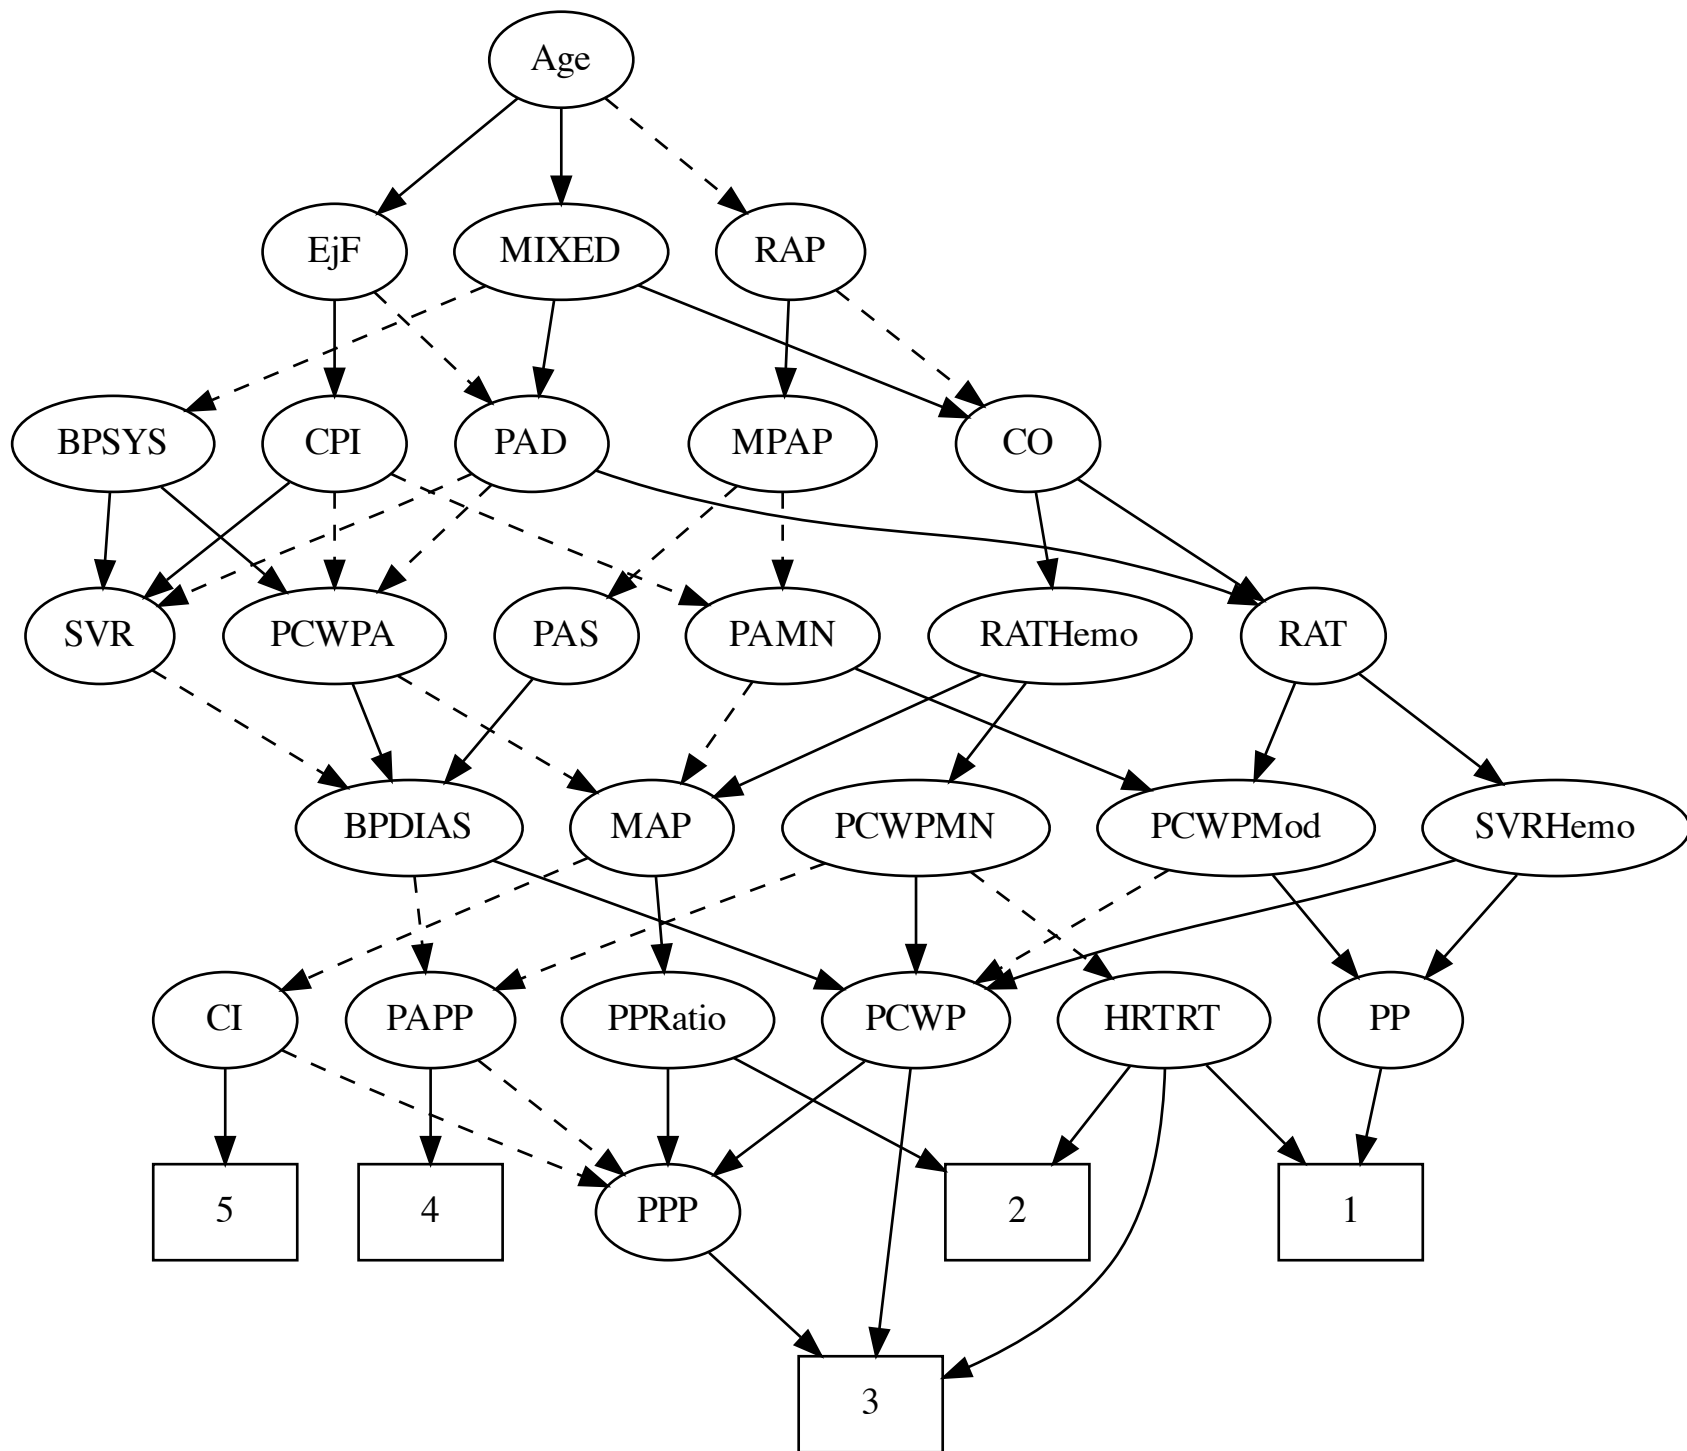 Age
EjF
MIXED
RAP
BPSYS
CPI
PAD
MPAP
CO
SVR
PCWPA
PAS
PAMN
RATHemo
RAT
BPDIAS
MAP
PCWPMN
PCWPMod
SVRHemo
CI
PAPP
PPRatio
PCWP
HRTRT
PP
5
4
PPP
2
1
3